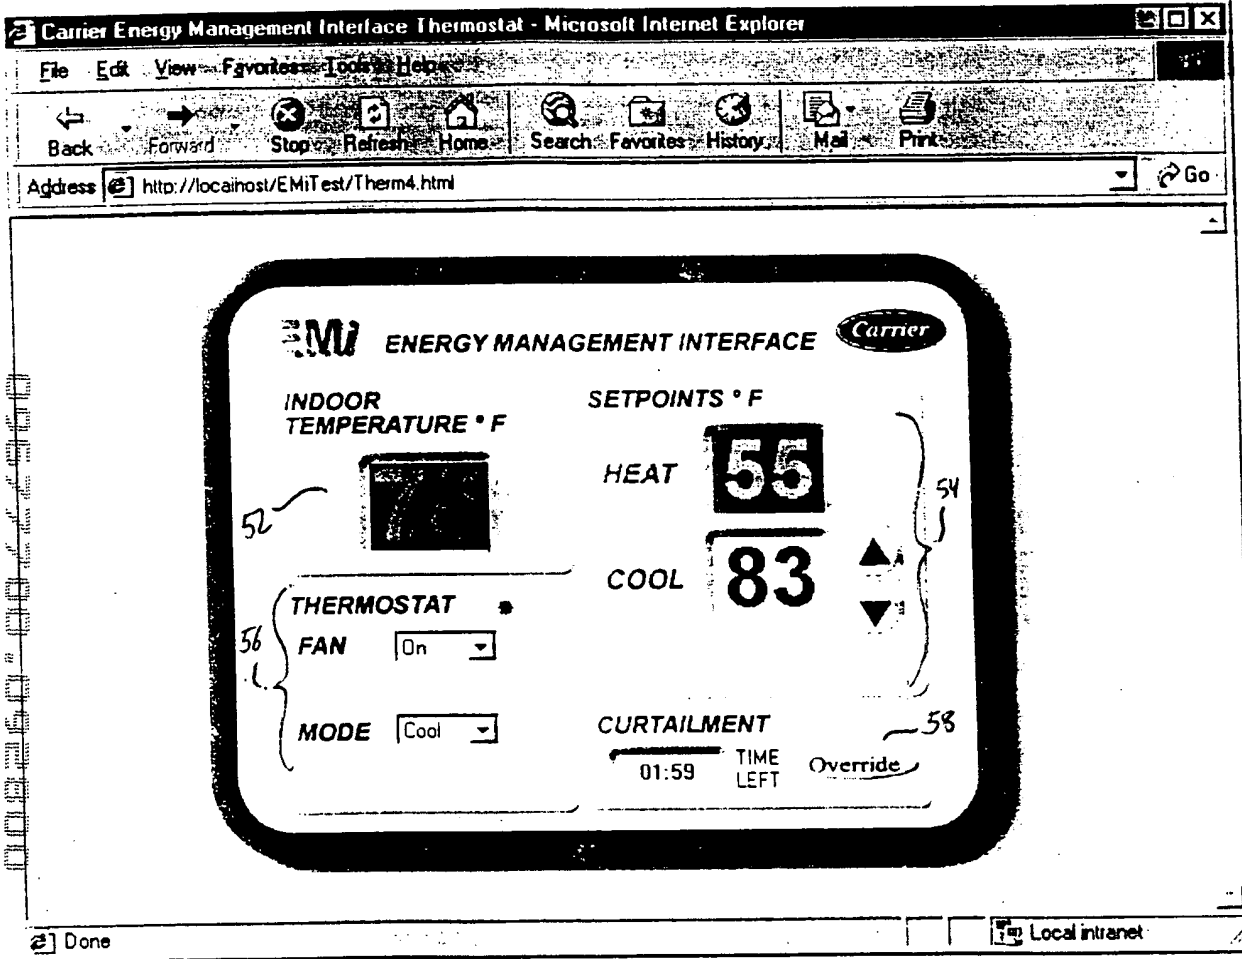 Carrier Energy Management Interface Thermostat - Microsoft Internet Explorer
File Edit View Favorites Tools Help
Back Forward Stop Refresh Home Search Favorites History Mail Print
Address http://localhost/EMiTest/Therm4.html Go
EMi ENERGY MANAGEMENT INTERFACE Carrier
INDOOR
TEMPERATURE ° F
SETPOINTS ° F
HEAT 55
54
52
COOL 83
THERMOSTAT *
56
FAN On
MODE Cool
CURTAILMENT
58
01:59 TIME
LEFT
Override
Done Local intranet